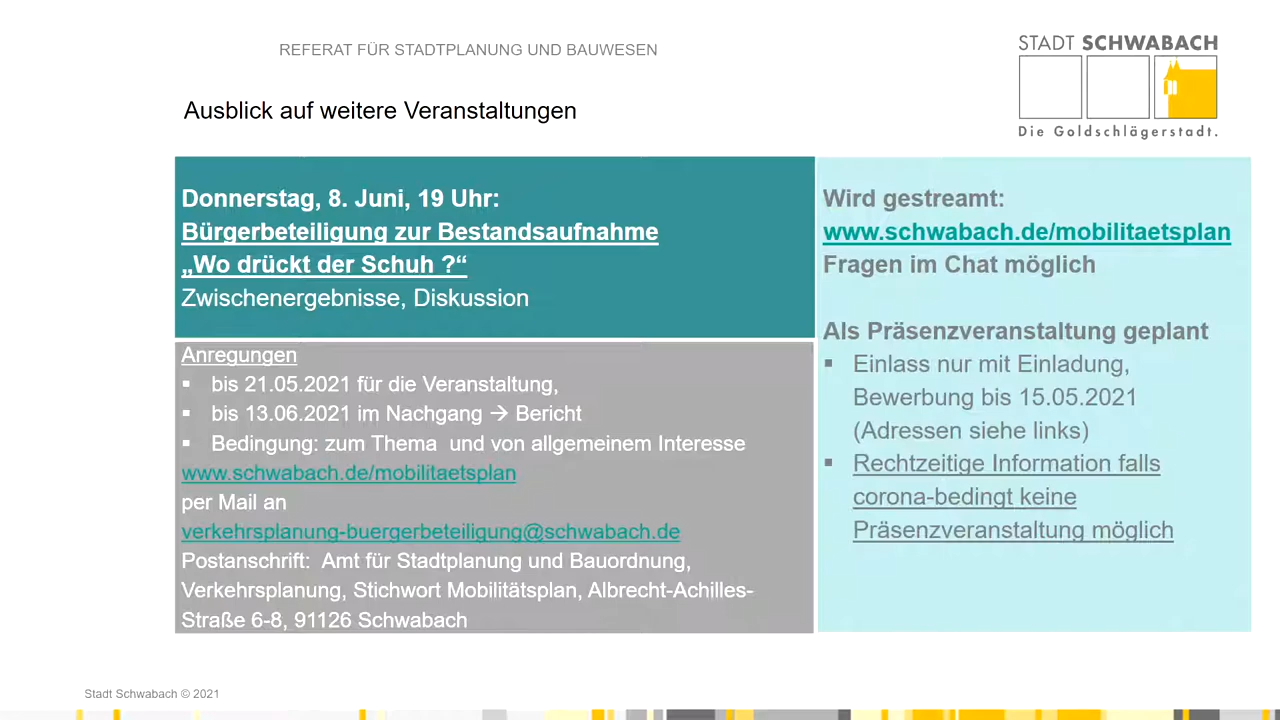 REFERAT FÜR STADTPLANUNG UND BAUWESEN
STADT SCHWABACH
Die Goldschlägerstadt.
Ausblick auf weitere Veranstaltungen
Donnerstag, 8. Juni, 19 Uhr:
Bürgerbeteiligung zur Bestandsaufnahme
„Wo drückt der Schuh ?“
Zwischenergebnisse, Diskussion
Anregungen
▪ bis 21.05.2021 für die Veranstaltung,
▪ bis 13.06.2021 im Nachgang → Bericht
▪ Bedingung: zum Thema und von allgemeinem Interesse
www.schwabach.de/mobilitaetsplan
per Mail an
verkehrsplanung-buergerbeteiligung@schwabach.de
Postanschrift: Amt für Stadtplanung und Bauordnung,
Verkehrsplanung, Stichwort Mobilitätsplan, Albrecht-Achilles-
Straße 6-8, 91126 Schwabach
Wird gestreamt:
www.schwabach.de/mobilitaetsplan
Fragen im Chat möglich
Als Präsenzveranstaltung geplant
▪ Einlass nur mit Einladung,
Bewerbung bis 15.05.2021
(Adressen siehe links)
▪ Rechtzeitige Information falls
corona-bedingt keine
Präsenzveranstaltung möglich
Stadt Schwabach © 2021